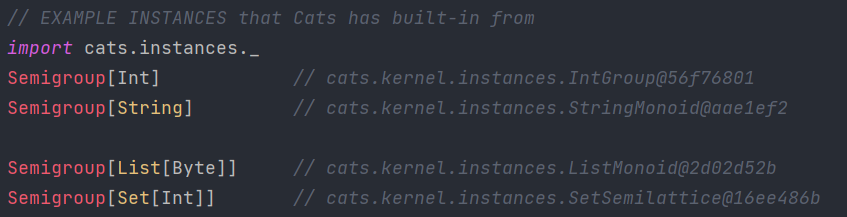 // EXAMPLE INSTANCES that Cats has built-in from
import cats.instances._
Semigroup[Int] // cats.kernel.instances.IntGroup@56f76801
Semigroup[String] // cats.kernel.instances.StringMonoid@aae1ef2
Semigroup[List[Byte]] // cats.kernel.instances.ListMonoid@2d02d52b
Semigroup[Set[Int]] // cats.kernel.instances.SetSemilattice@16ee486b